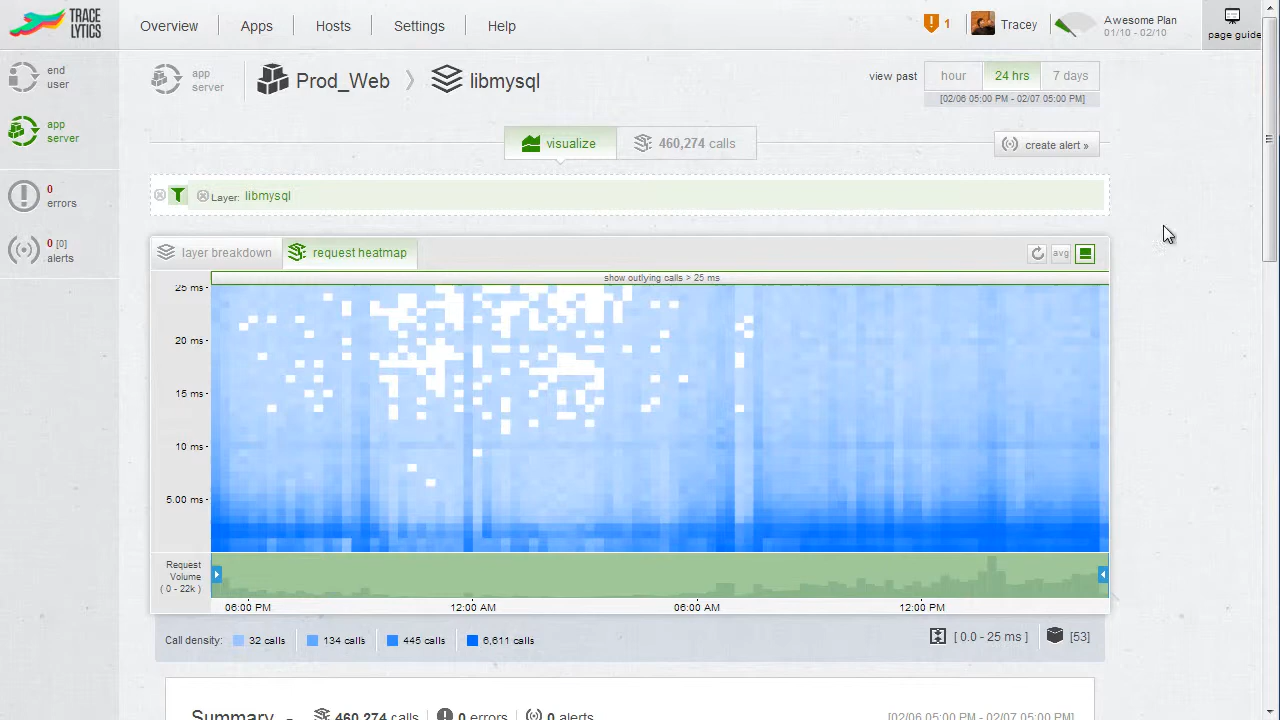 TRACE
LYTICS
Overview
Apps
Hosts
Settings
Help
1
Tracey
Awesome Plan
01/10 - 02/10
page guide
end
user
app
server
0
errors
0 [0]
alerts
app
server
Prod_Web
libmysql
view past
hour
24 hrs
7 days
[02/06 05:00 PM - 02/07 05:00 PM]
visualize
460,274 calls
create alert »
Layer: libmysql
layer breakdown
request heatmap
avg
show outlying calls > 25 ms
25 ms
20 ms
15 ms
10 ms
5.00 ms
Request
Volume
( 0 - 22k )
06:00 PM
12:00 AM
06:00 AM
12:00 PM
Call density:
32 calls
134 calls
445 calls
6,611 calls
[ 0.0 - 25 ms ]
[53]
Summary -
460,274 calls
0 errors
0 alerts
[02/06 05:00 PM - 02/07 05:00 PM]